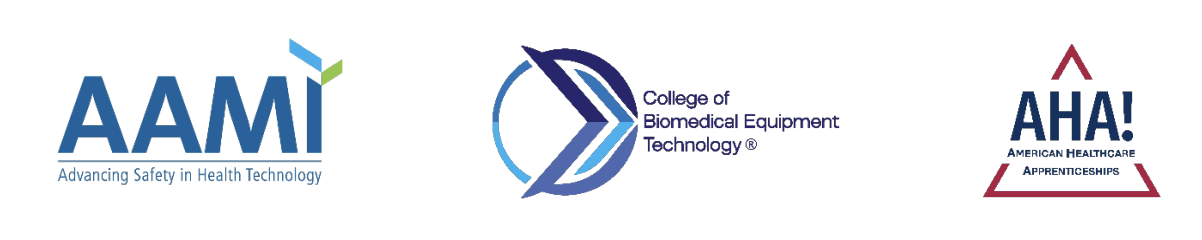 AAMI
Advancing Safety in Health Technology
College of
Biomedical Equipment
Technology ®
AHA!
AMERICAN HEALTHCARE
APPRENTICESHIPS